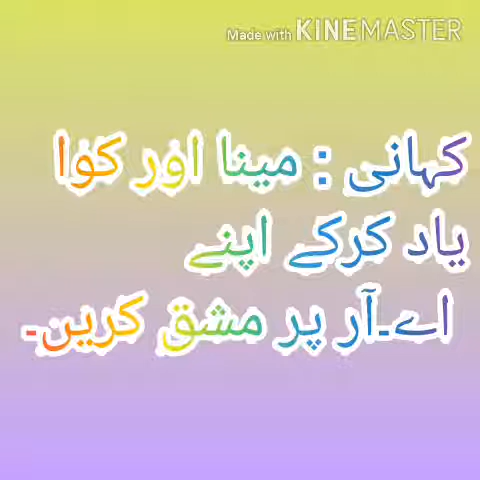 Made with KINEMASTER
کہانی : مینا اور کوا
یاد کرکے اپنے
اے۔آر پر مشق کریں۔